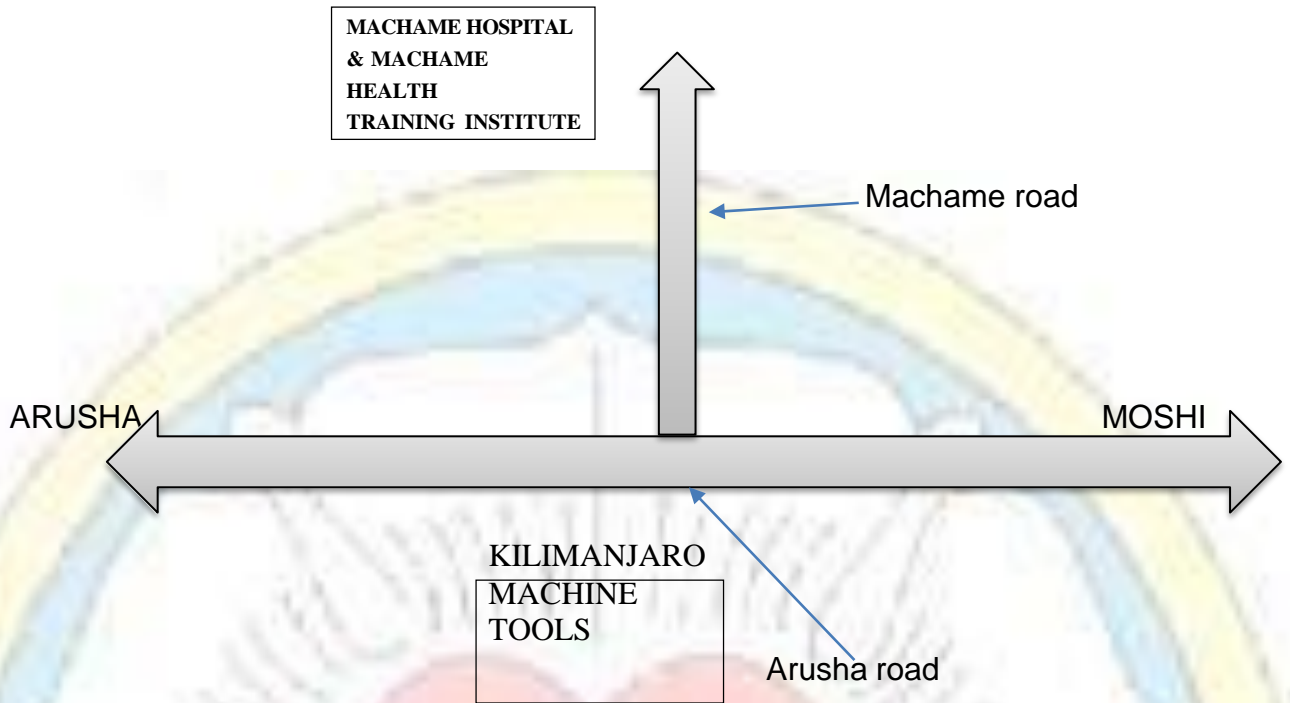 MACHAME HOSPITAL
& MACHAME
HEALTH
TRAINING INSTITUTE
Machame road
ARUSHA
MOSHI
KILIMANJARO
MACHINE
TOOLS
Arusha road